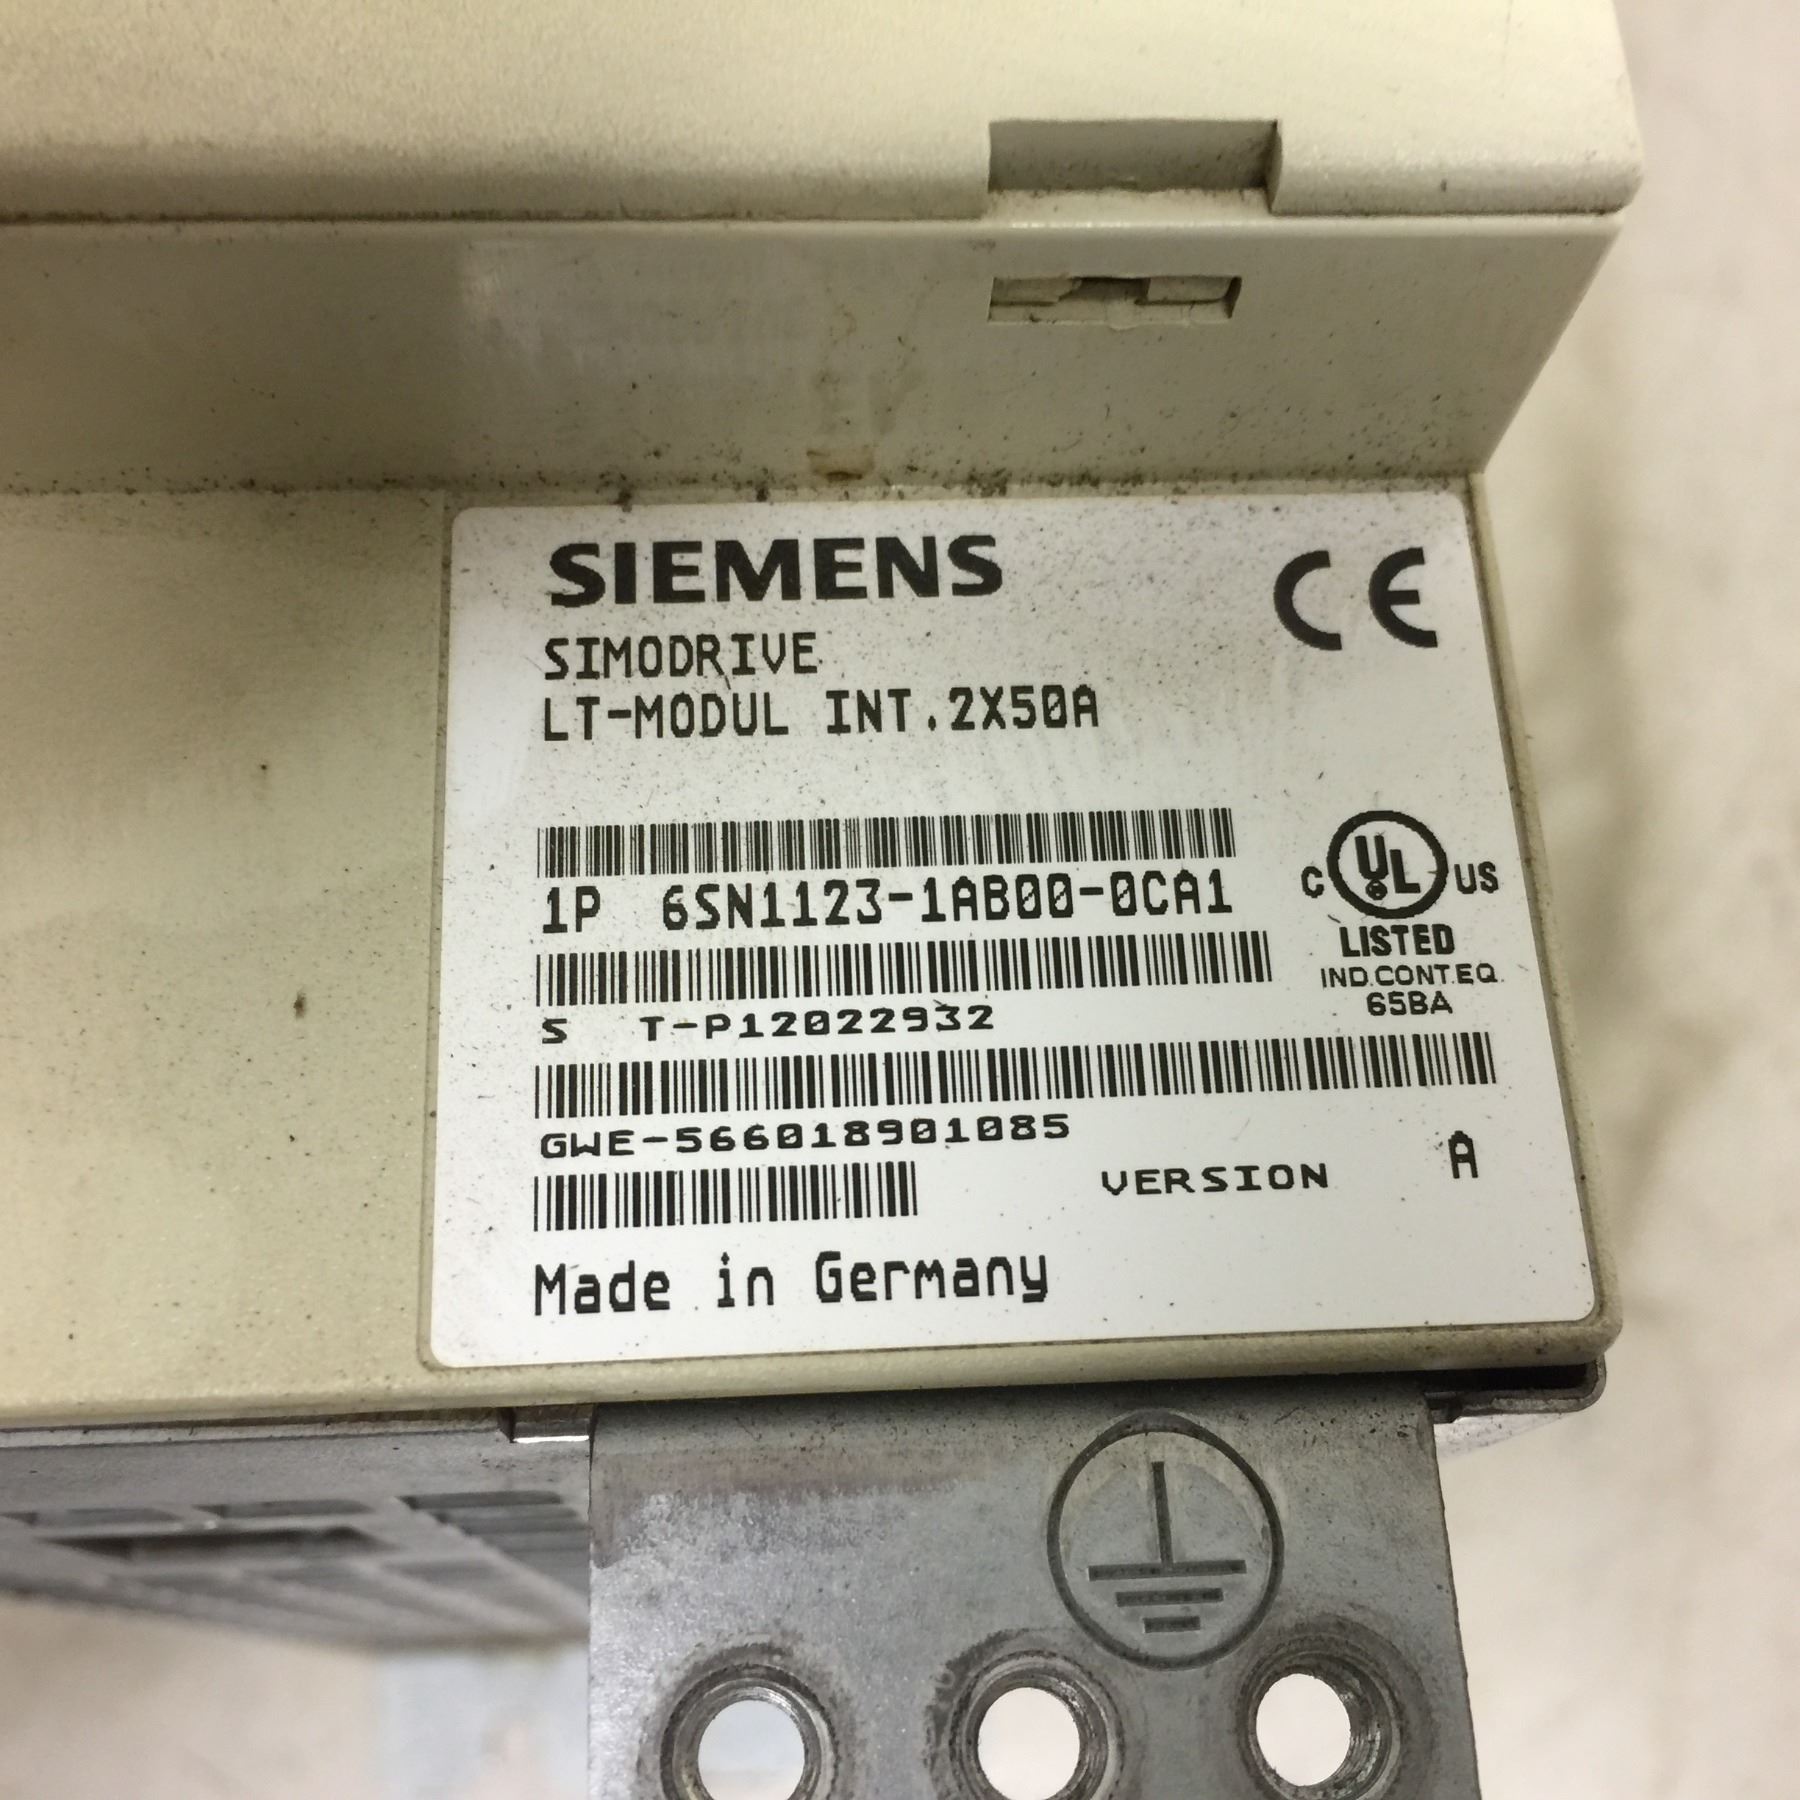 SIEMENS
CE
SIMODRIVE
LT-MODUL INT.2X50A
1P 6SN1123-1AB00-0CA1
C UL US
LISTED
IND.CONT.EQ.
65BA
S T-P12022932
GWE-566018901085
VERSION A
Made in Germany